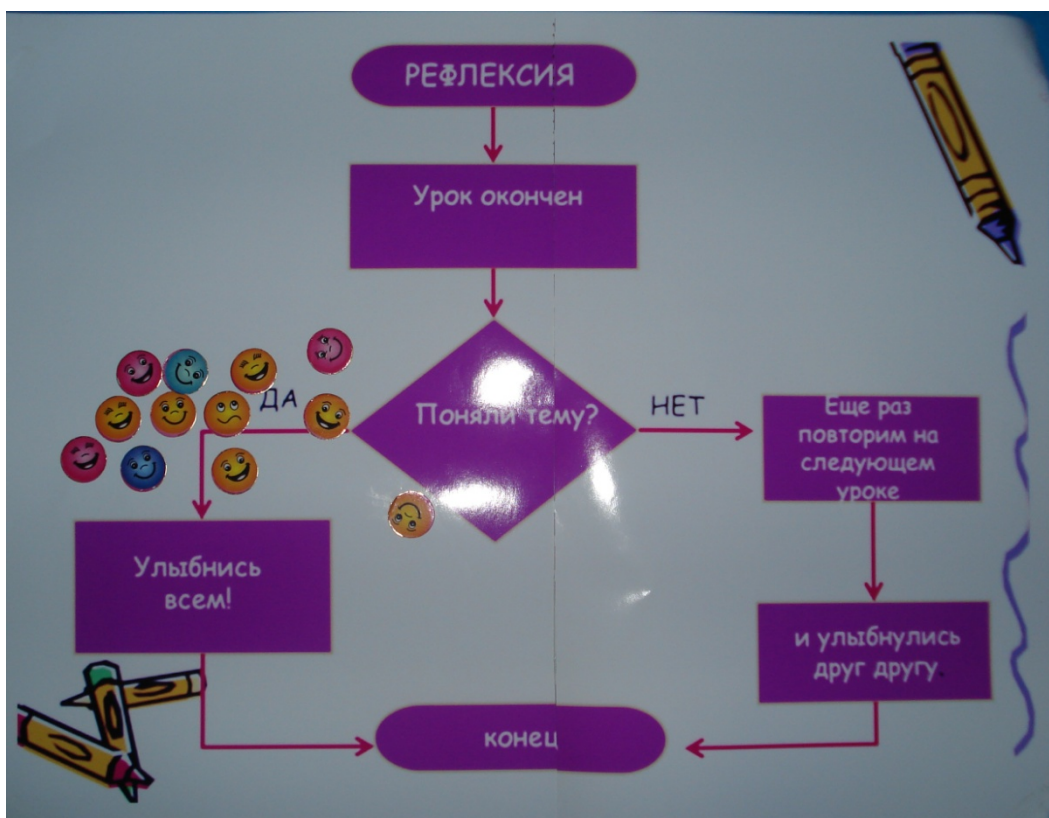 РЕФЛЕКСИЯ
Урок окончен
Поняли тему?
ДА
НЕТ
Еще раз
повторим на
следующем
уроке
Улыбнись
всем!
и улыбнулись
друг другу.
конец